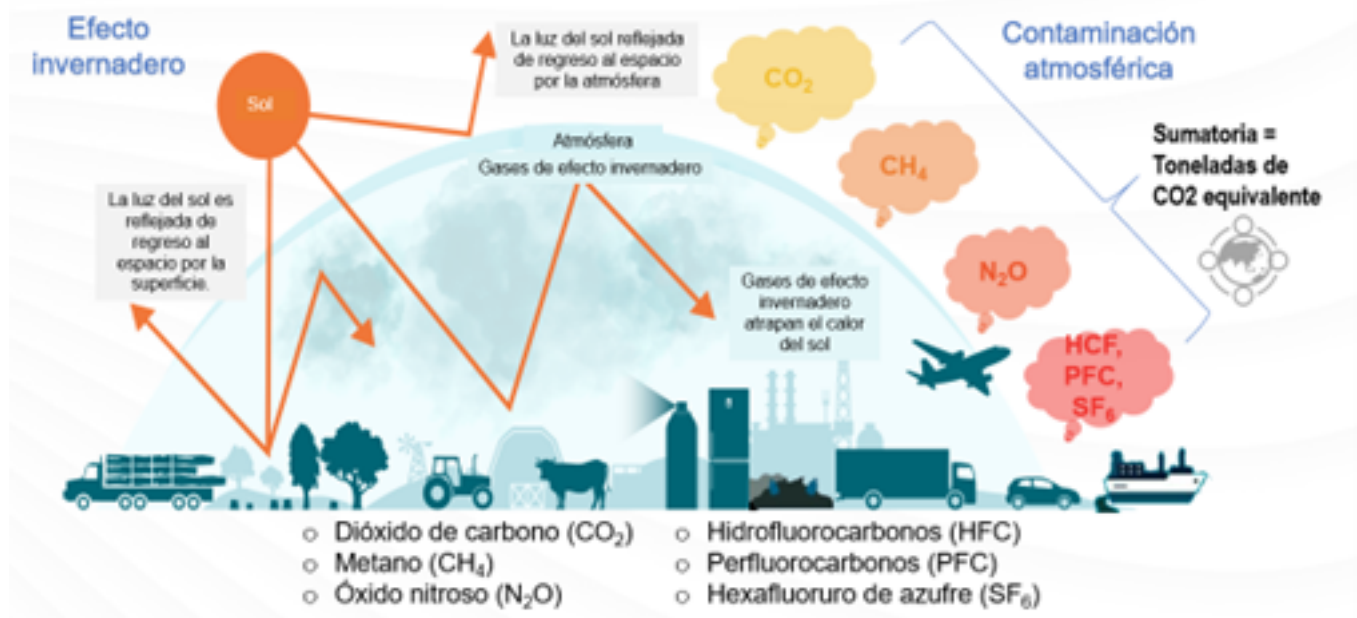 Efecto
invernadero
Sol
La luz del sol reflejada
de regreso al espacio
por la atmósfera
Atmósfera
Gases de efecto invernadero
La luz del sol es
reflejada de
regreso al
espacio por la
superficie.
Gases de efecto
invernadero
atrapan el calor
del sol
CO₂
CH₄
N₂O
HCF,
PFC,
SF₆
Contaminación
atmosférica
Sumatoria =
Toneladas de
CO2 equivalente
○ Dióxido de carbono (CO₂)
○ Metano (CH₄)
○ Óxido nitroso (N₂O)
○ Hidrofluorocarbonos (HFC)
○ Perfluorocarbonos (PFC)
○ Hexafluoruro de azufre (SF₆)